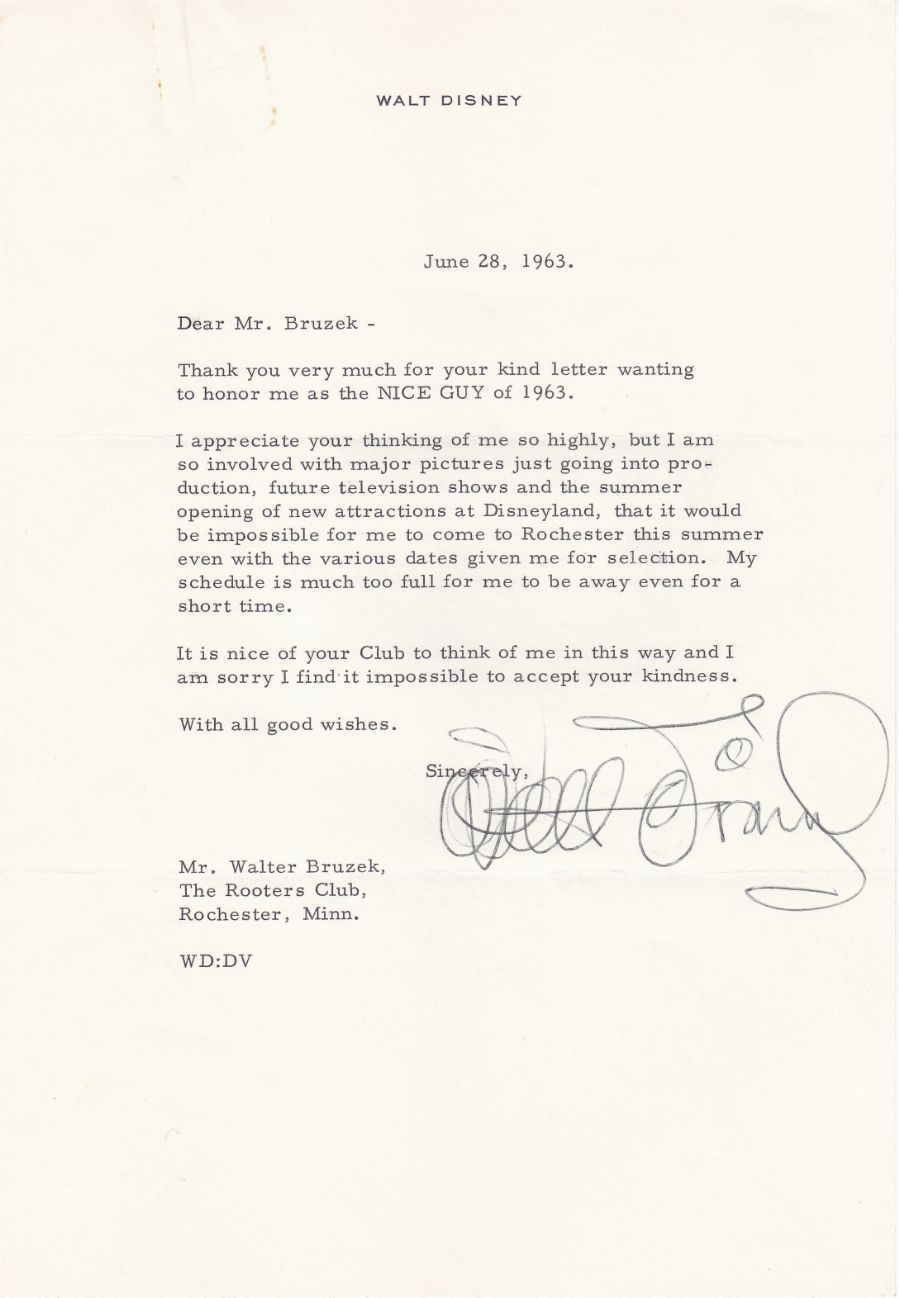 WALT DISNEY
June 28, 1963.
Dear Mr. Bruzek -
Thank you very much for your kind letter wanting
to honor me as the NICE GUY of 1963.
I appreciate your thinking of me so highly, but I am
so involved with major pictures just going into pro-
duction, future television shows and the summer
opening of new attractions at Disneyland, that it would
be impossible for me to come to Rochester this summer
even with the various dates given me for selection. My
schedule is much too full for me to be away even for a
short time.
It is nice of your Club to think of me in this way and I
am sorry I find it impossible to accept your kindness.
With all good wishes.
Sincerely,
Walt Disney
Mr. Walter Bruzek,
The Rooters Club,
Rochester, Minn.
WD:DV